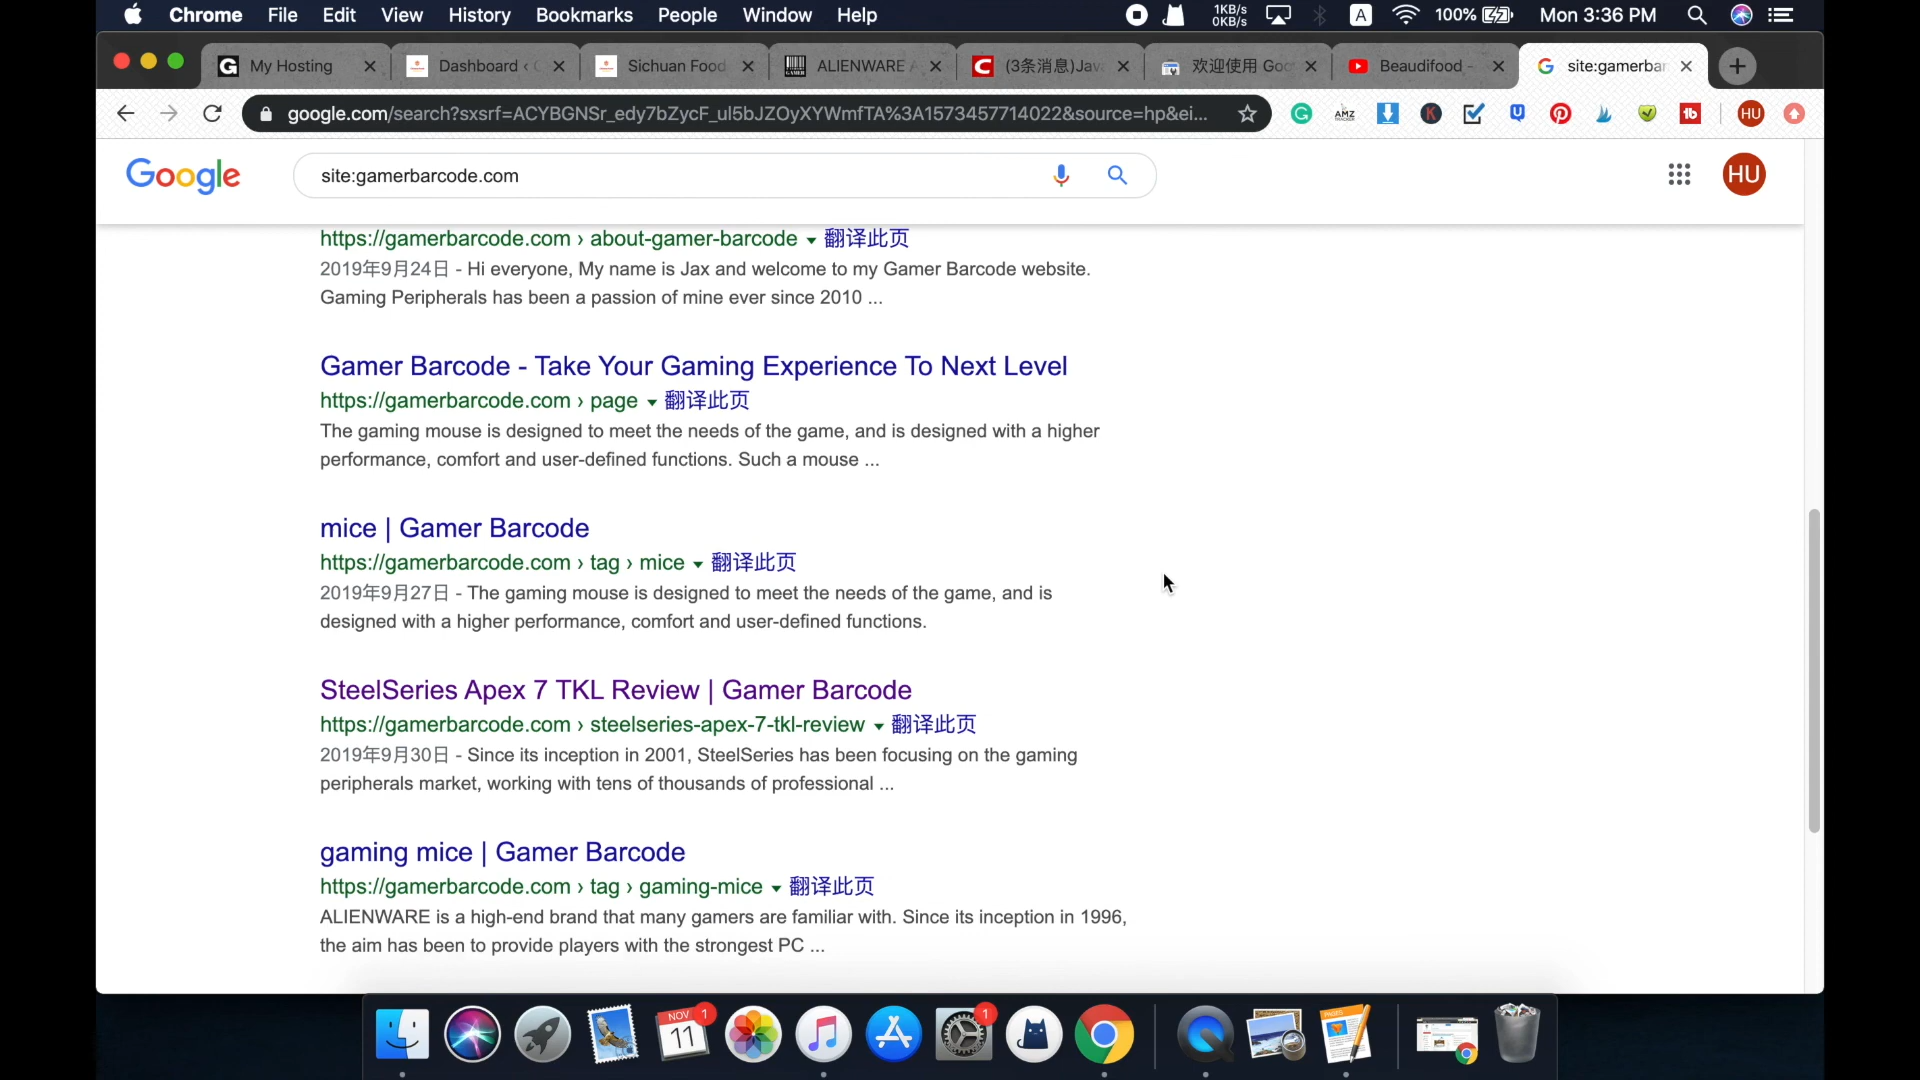 Chrome File Edit View History Bookmarks People Window Help 1KB/s 0KB/s A 100% Mon 3:36 PM
My Hosting Dashboard ‹ Sichuan Food ALIENWARE (3条消息)Jav 欢迎使用 Goo Beaudifood - site:gamerbar
google.com/search?sxsrf=ACYBGNSr_edy7bZycF_ul5bJZOyXYWmfTA%3A1573457714022&source=hp&ei... AMZ K HU
Google site:gamerbarcode.com HU
https://gamerbarcode.com › about-gamer-barcode 翻译此页
2019年9月24日 - Hi everyone, My name is Jax and welcome to my Gamer Barcode website.
Gaming Peripherals has been a passion of mine ever since 2010 ...
Gamer Barcode - Take Your Gaming Experience To Next Level
https://gamerbarcode.com › page 翻译此页
The gaming mouse is designed to meet the needs of the game, and is designed with a higher
performance, comfort and user-defined functions. Such a mouse ...
mice | Gamer Barcode
https://gamerbarcode.com › tag › mice 翻译此页
2019年9月27日 - The gaming mouse is designed to meet the needs of the game, and is
designed with a higher performance, comfort and user-defined functions.
SteelSeries Apex 7 TKL Review | Gamer Barcode
https://gamerbarcode.com › steelseries-apex-7-tkl-review 翻译此页
2019年9月30日 - Since its inception in 2001, SteelSeries has been focusing on the gaming
peripherals market, working with tens of thousands of professional ...
gaming mice | Gamer Barcode
https://gamerbarcode.com › tag › gaming-mice 翻译此页
ALIENWARE is a high-end brand that many gamers are familiar with. Since its inception in 1996,
the aim has been to provide players with the strongest PC ...
NOV 11 1 1 PAGES